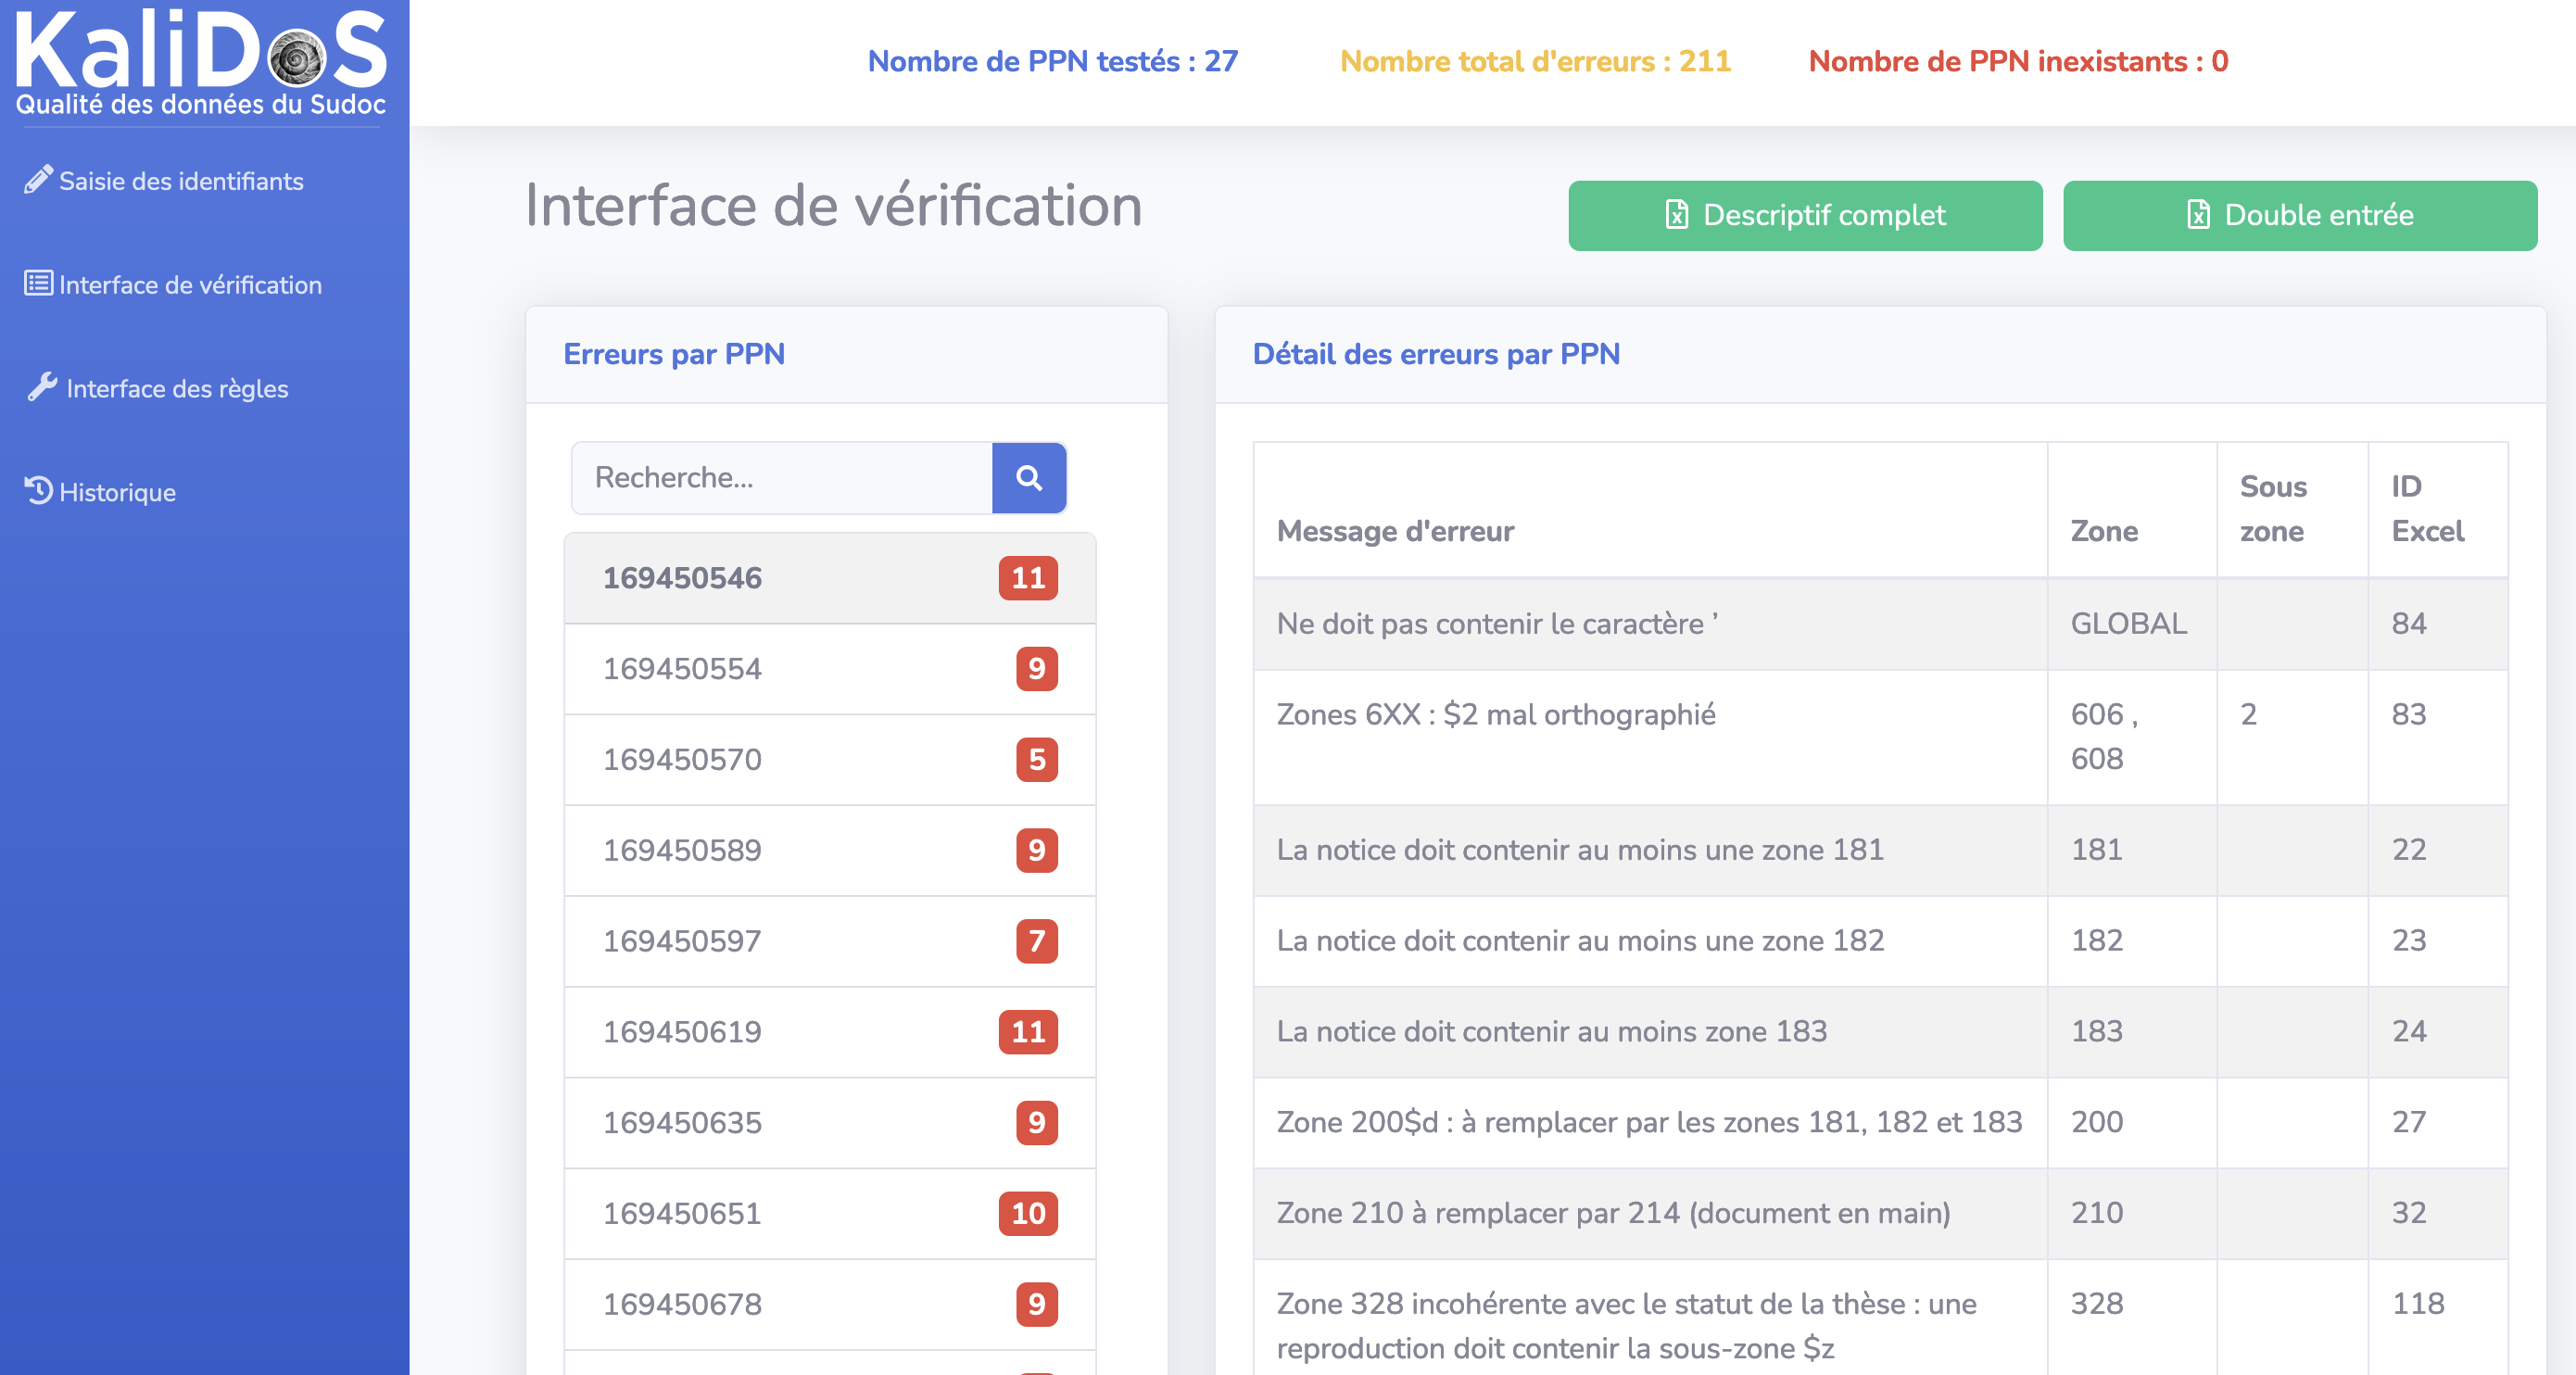 KaliDoS
Qualité des données du Sudoc
Saisie des identifiants
Interface de vérification
Interface des règles
Historique
Nombre de PPN testés : 27
Nombre total d'erreurs : 211
Nombre de PPN inexistants : 0
Interface de vérification
Descriptif complet
Double entrée
Erreurs par PPN
Recherche...
169450546 11
169450554 9
169450570 5
169450589 9
169450597 7
169450619 11
169450635 9
169450651 10
169450678 9
Détail des erreurs par PPN
Message d'erreur Zone Sous zone ID Excel
Ne doit pas contenir le caractère ’ GLOBAL 84
Zones 6XX : $2 mal orthographié 606 , 2 83
608
La notice doit contenir au moins une zone 181 181 22
La notice doit contenir au moins une zone 182 182 23
La notice doit contenir au moins zone 183 183 24
Zone 200$d : à remplacer par les zones 181, 182 et 183 200 27
Zone 210 à remplacer par 214 (document en main) 210 32
Zone 328 incohérente avec le statut de la thèse : une 328 118
reproduction doit contenir la sous-zone $z